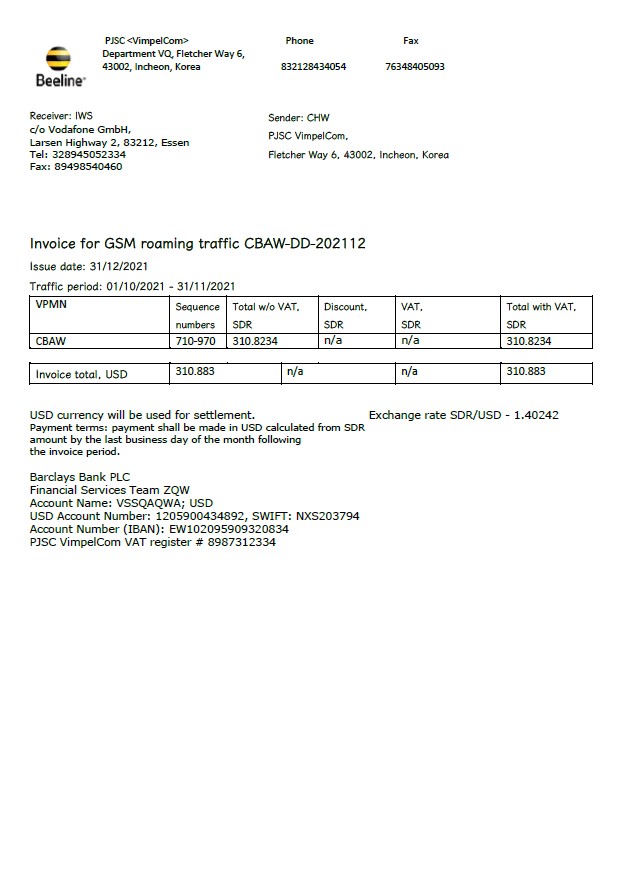 PJSC <VimpelCom> Phone Fax
Department VQ, Fletcher Way 6,
43002, Incheon, Korea 832128434054 76348405093
Beeline
Receiver: IWS
c/o Vodafone GmbH,
Larsen Highway 2, 83212, Essen
Tel: 328945052334
Fax: 89498540460
Sender: CHW
PJSC VimpelCom,
Fletcher Way 6, 43002, Incheon, Korea
Invoice for GSM roaming traffic CBAW-DD-202112
Issue date: 31/12/2021
Traffic period: 01/10/2021 - 31/11/2021
VPMN Sequence numbers Total w/o VAT, SDR Discount, SDR VAT, SDR Total with VAT, SDR
CBAW 710-970 310.8234 n/a n/a 310.8234
Invoice total, USD 310.883 n/a n/a 310.883
USD currency will be used for settlement. Exchange rate SDR/USD - 1.40242
Payment terms: payment shall be made in USD calculated from SDR
amount by the last business day of the month following
the invoice period.
Barclays Bank PLC
Financial Services Team ZQW
Account Name: VSSQAQWA; USD
USD Account Number: 1205900434892, SWIFT: NXS203794
Account Number (IBAN): EW102095909320834
PJSC VimpelCom VAT register # 8987312334